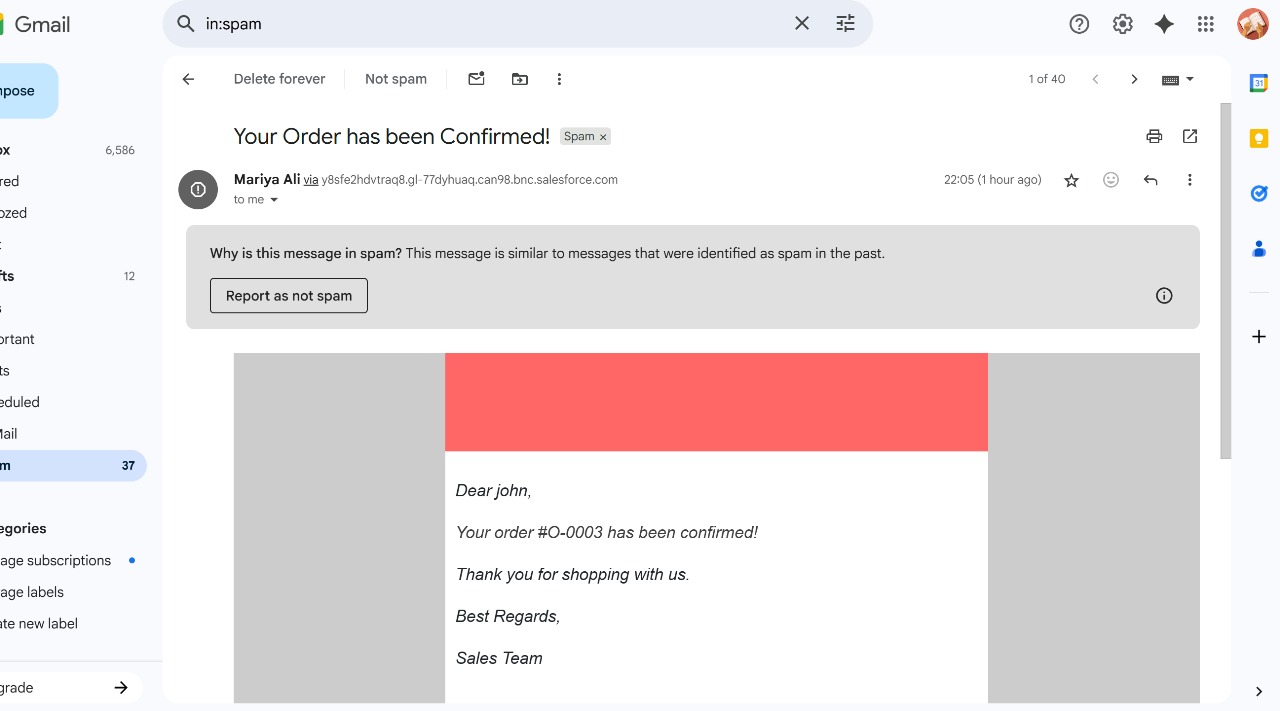 Gmail
in:spam
Delete forever
Not spam
1 of 40
31
Your Order has been Confirmed!
Spam x
Mariya Ali via y8sfe2hdvtraq8.gl-77dyhuaq.can98.bnc.salesforce.com
22:05 (1 hour ago)
to me
Why is this message in spam? This message is similar to messages that were identified as spam in the past.
Report as not spam
Dear john,
Your order #O-0003 has been confirmed!
Thank you for shopping with us.
Best Regards,
Sales Team
npose
ox 6,586
red
ozed
t
fts 12
s
ortant
ts
eduled
Mail
m 37
egories
age subscriptions
age labels
ate new label
grade